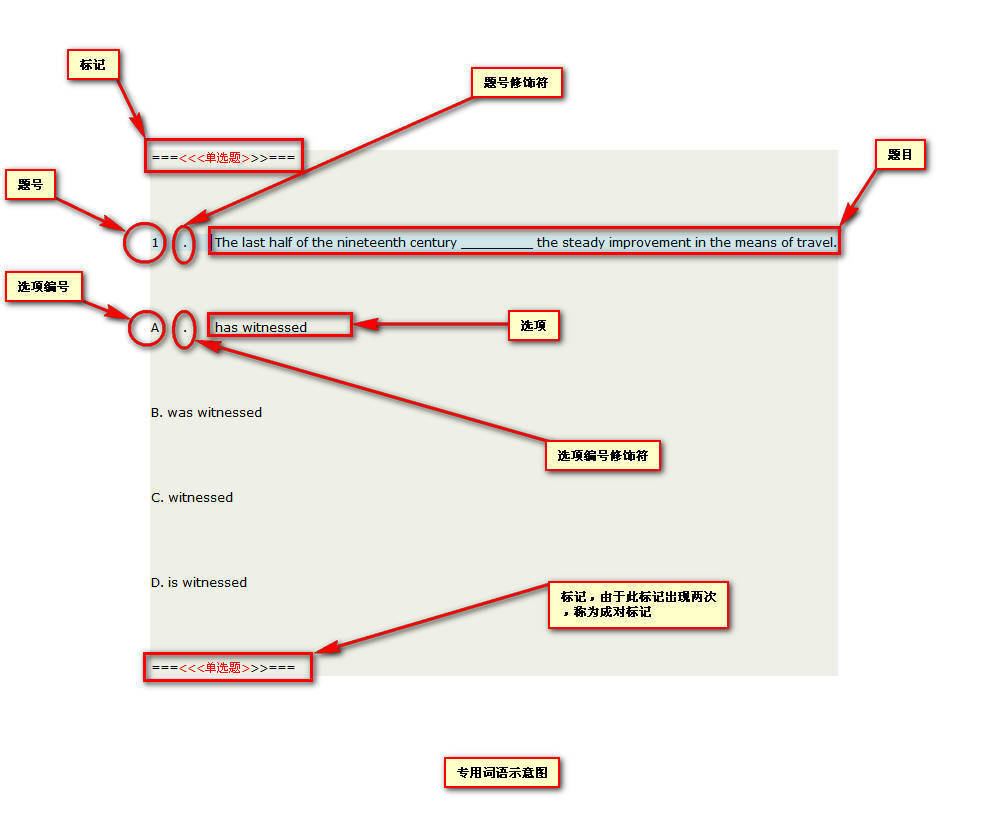 标记
题号修饰符
===<<<单选题>>>===
题目
题号
1 . The last half of the nineteenth century __________ the steady improvement in the means of travel.
选项编号
A . has witnessed
选项
B. was witnessed
选项编号修饰符
C. witnessed
D. is witnessed
标记，由于此标记出现两次
，称为成对标记
===<<<单选题>>>===
专用词语示意图